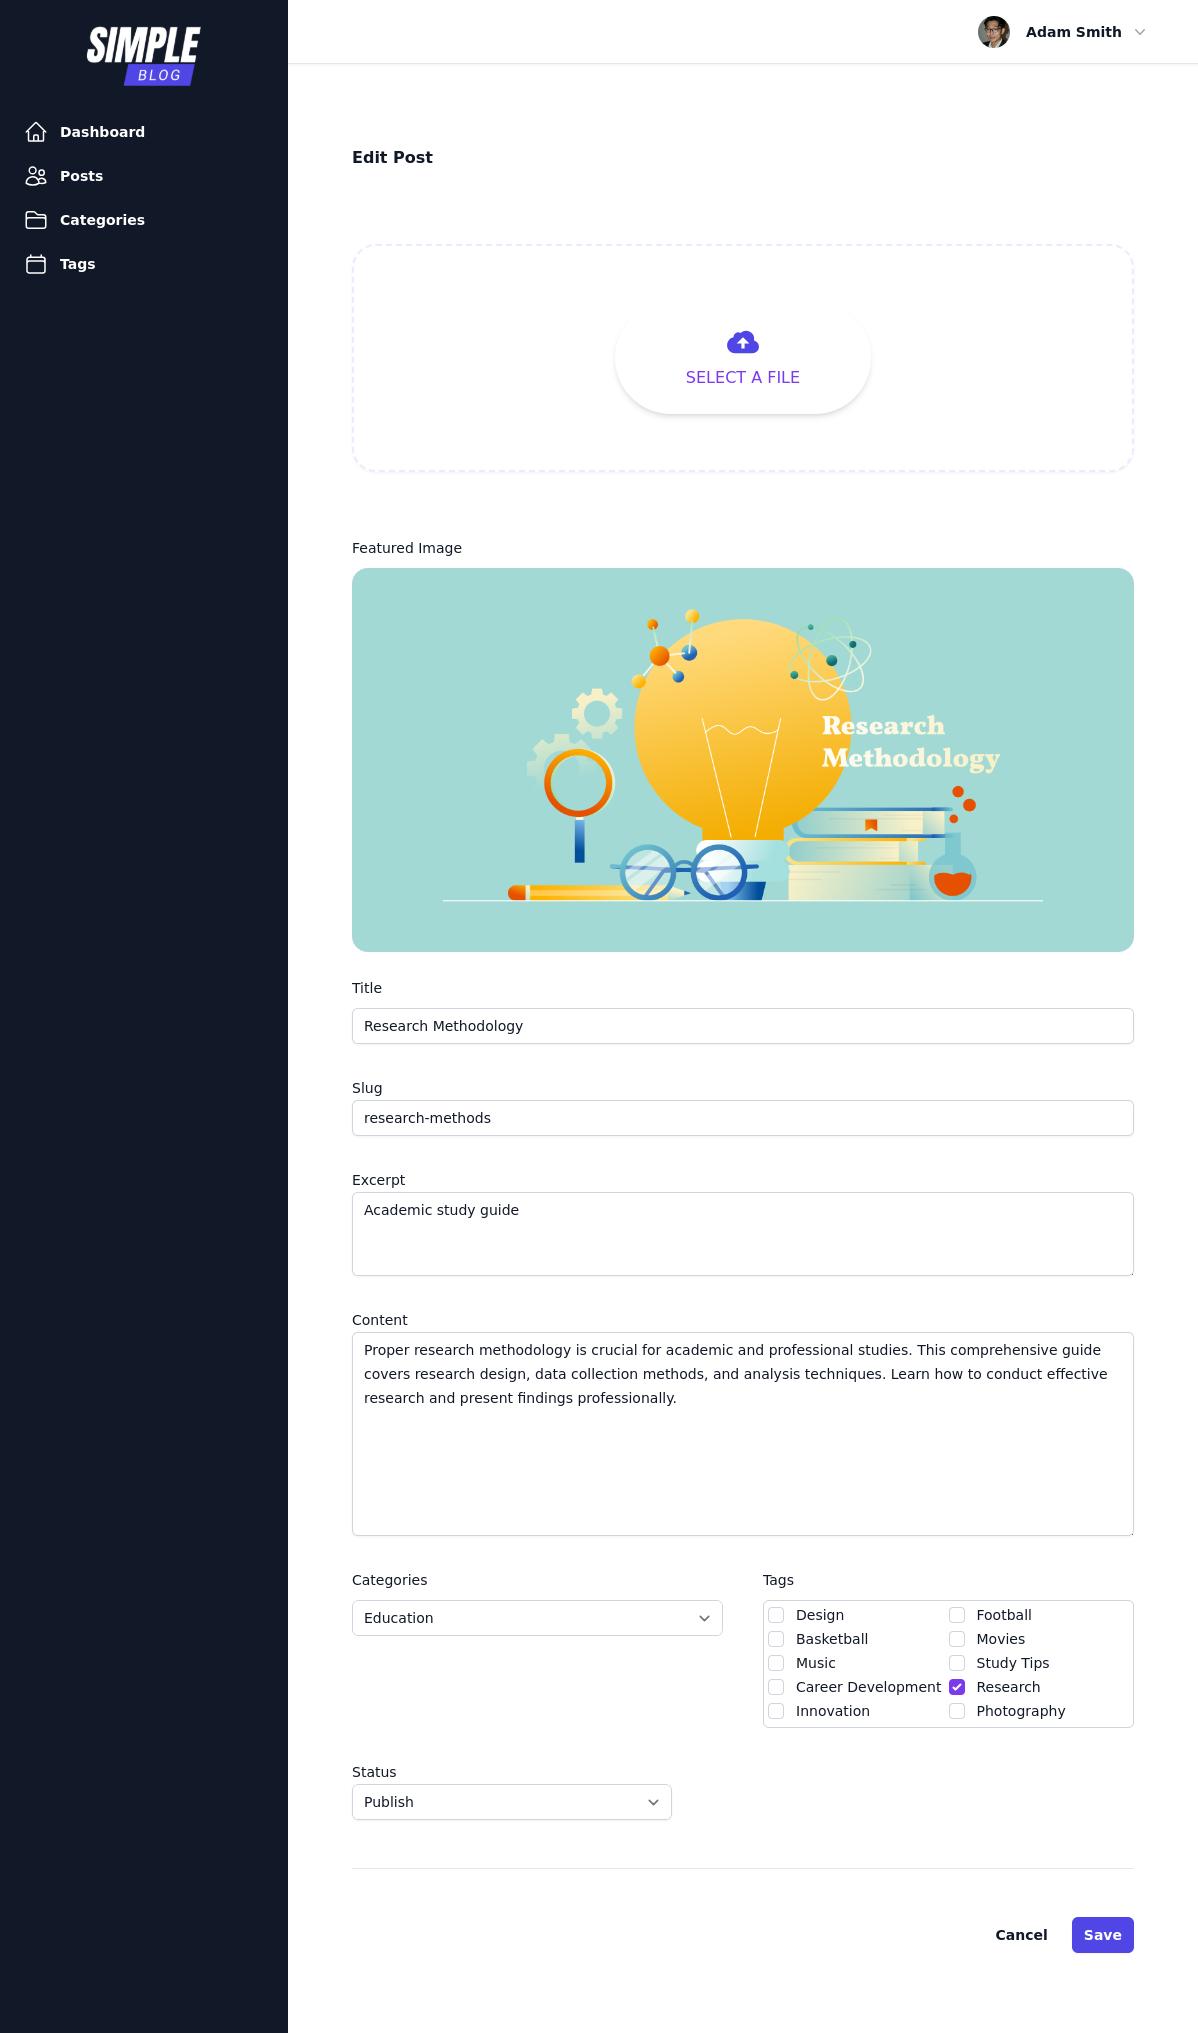 SIMPLE
BLOG
Adam Smith
Dashboard
Posts
Categories
Tags
Edit Post
SELECT A FILE
Featured Image
Research
Methodology
Title
Research Methodology
Slug
research-methods
Excerpt
Academic study guide
Content
Proper research methodology is crucial for academic and professional studies. This comprehensive guide
covers research design, data collection methods, and analysis techniques. Learn how to conduct effective
research and present findings professionally.
Categories
Education
Tags
Design
Football
Basketball
Movies
Music
Study Tips
Career Development
Research
Innovation
Photography
Status
Publish
Cancel
Save